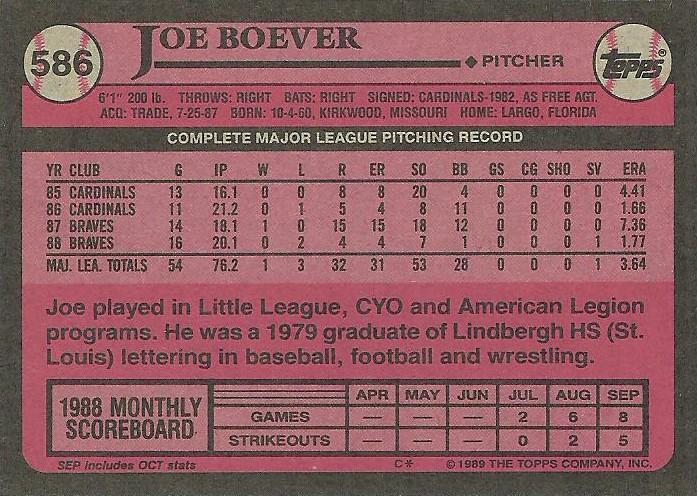 586
JOE BOEVER
PITCHER
TOPPS®
6'1" 200 lb. THROWS: RIGHT BATS: RIGHT SIGNED: CARDINALS-1982, AS FREE AGT.
ACQ: TRADE, 7-25-87 BORN: 10-4-60, KIRKWOOD, MISSOURI HOME: LARGO, FLORIDA
COMPLETE MAJOR LEAGUE PITCHING RECORD
YR CLUB G IP W L R ER SO BB GS CG SHO SV ERA
85 CARDINALS 13 16.1 0 0 8 8 20 4 0 0 0 0 4.41
86 CARDINALS 11 21.2 0 1 5 4 8 11 0 0 0 0 1.66
87 BRAVES 14 18.1 1 0 15 15 18 12 0 0 0 0 7.36
88 BRAVES 16 20.1 0 2 4 4 7 1 0 0 0 1 1.77
MAJ. LEA. TOTALS 54 76.2 1 3 32 31 53 28 0 0 0 1 3.64
Joe played in Little League, CYO and American Legion
programs. He was a 1979 graduate of Lindbergh HS (St.
Louis) lettering in baseball, football and wrestling.
1988 MONTHLY
SCOREBOARD
APR MAY JUN JUL AUG SEP
GAMES — — — 2 6 8
STRIKEOUTS — — — 0 2 5
SEP includes OCT stats C* © 1989 THE TOPPS COMPANY, INC.